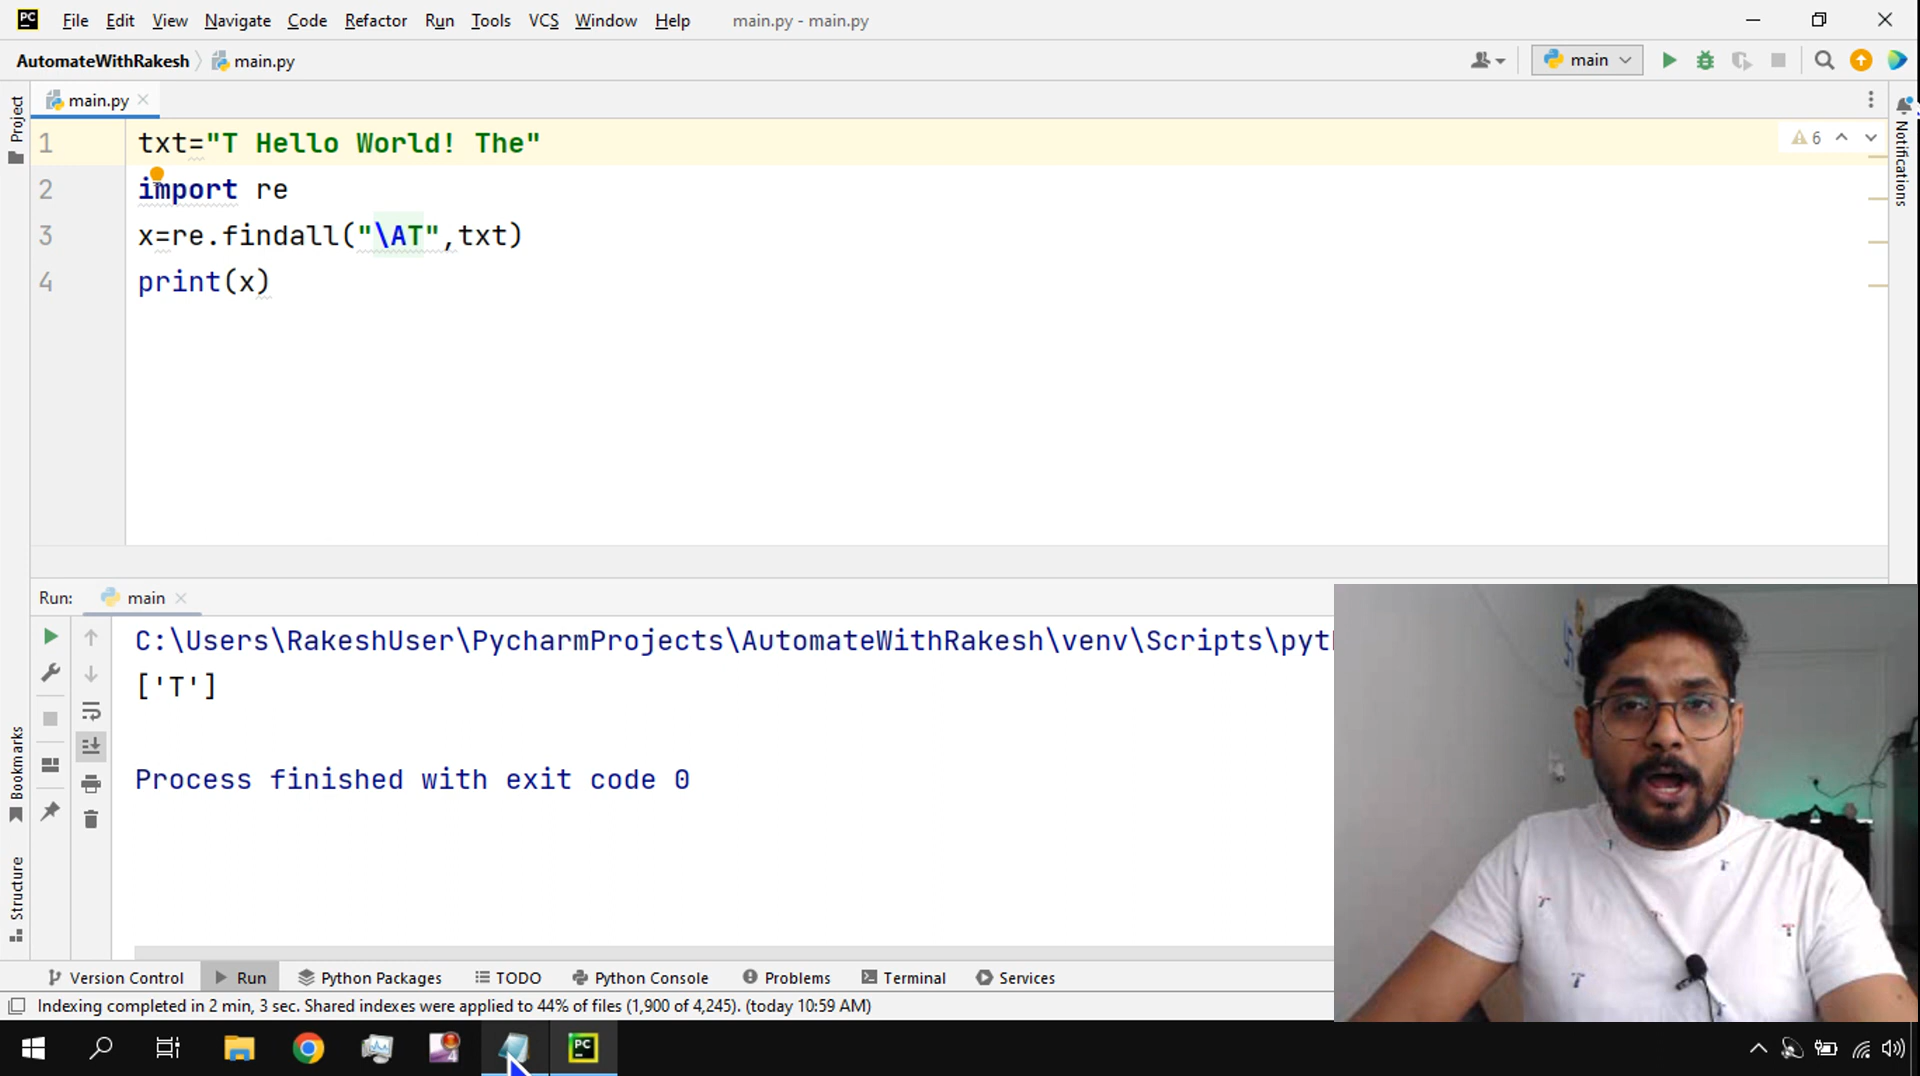 PC File Edit View Navigate Code Refactor Run Tools VCS Window Help main.py - main.py
AutomateWithRakesh main.py main
Project
main.py
Notifications
1 txt="T Hello World! The" 6
2 import re
3 x=re.findall("\AT",txt)
4 print(x)
Run: main
C:\Users\RakeshUser\PycharmProjects\AutomateWithRakesh\venv\Scripts\pyt
['T']
Process finished with exit code 0
Bookmarks
Structure
Version Control Run Python Packages TODO Python Console Problems Terminal Services
Indexing completed in 2 min, 3 sec. Shared indexes were applied to 44% of files (1,900 of 4,245). (today 10:59 AM)
4 PC